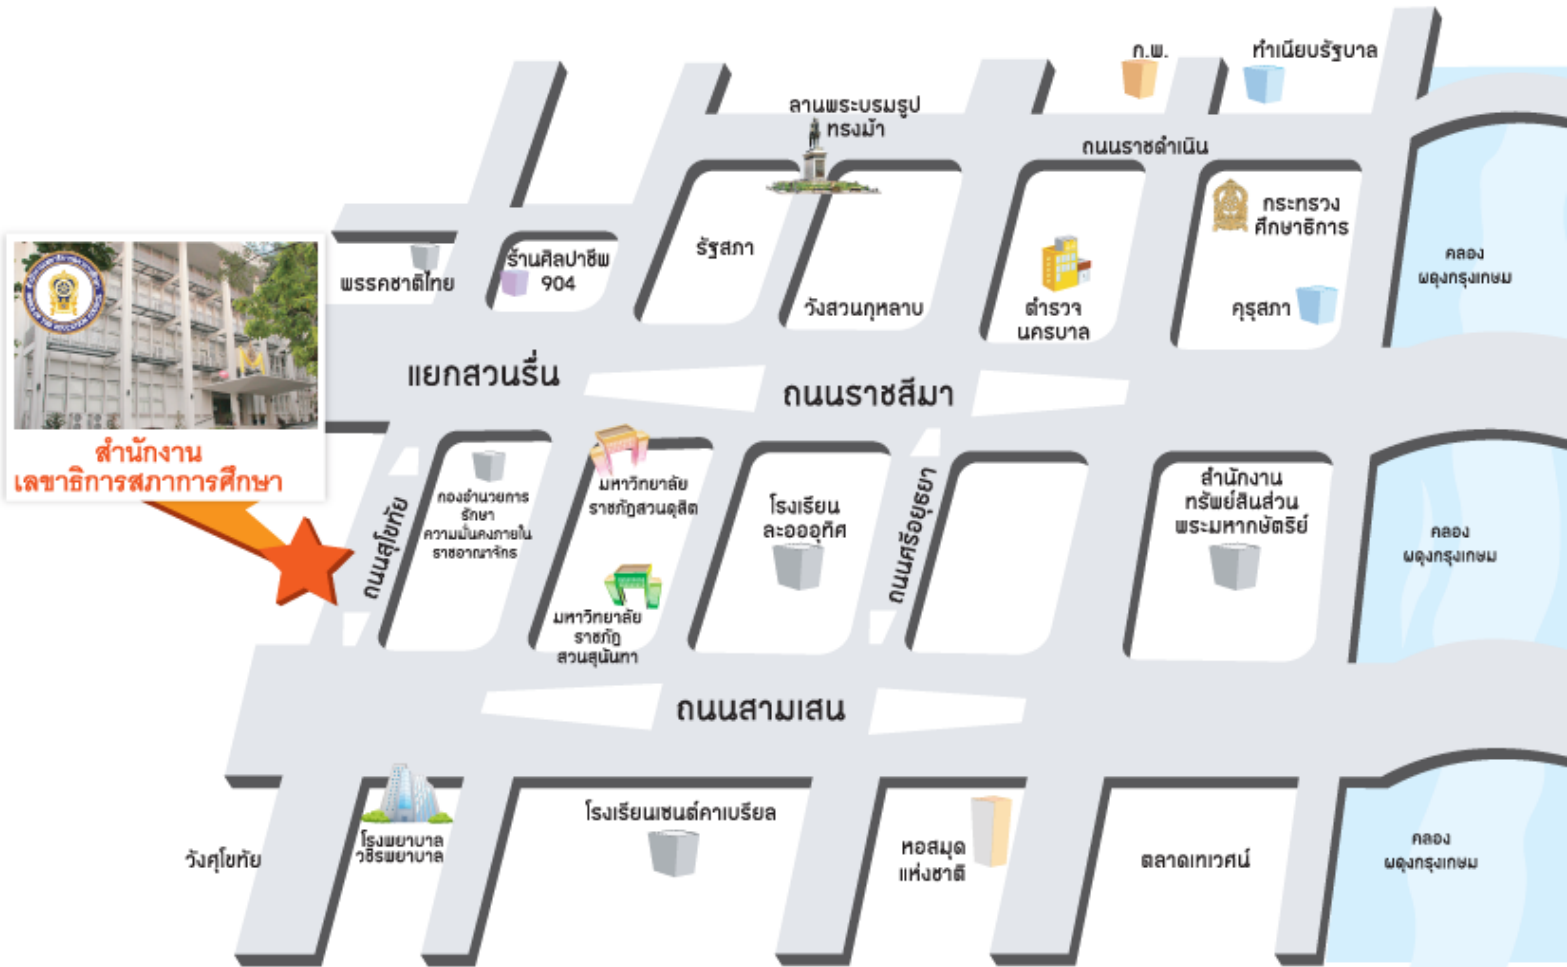 ก.พ.
ทำเนียบรัฐบาล
ลานพระบรมรูป
ทรงม้า
ถนนราชดำเนิน
กระทรวง
ศึกษาธิการ
รัฐสภา
ร้านศิลปาชีพ
904
พรรคชาติไทย
วังสวนกุหลาบ
ตำรวจ
นครบาล
คุรุสภา
คลอง
ผดุงกรุงเกษม
แยกสวนรื่น
ถนนราชสีมา
สำนักงาน
เลขาธิการสภาการศึกษา
ถนนสุโขทัย
กองอำนวยการ
รักษา
ความมั่นคงภายใน
ราชอาณาจักร
มหาวิทยาลัย
ราชภัฏสวนดุสิต
มหาวิทยาลัย
ราชภัฏ
สวนสุนันทา
โรงเรียน
ละอออุทิศ
ถนนศรีอยุธยา
สำนักงาน
ทรัพย์สินส่วน
พระมหากษัตริย์
คลอง
ผดุงกรุงเกษม
ถนนสามเสน
วังศุโขทัย
โรงพยาบาล
วชิรพยาบาล
โรงเรียนเซนต์คาเบรียล
หอสมุด
แห่งชาติ
ตลาดเทเวศน์
คลอง
ผดุงกรุงเกษม